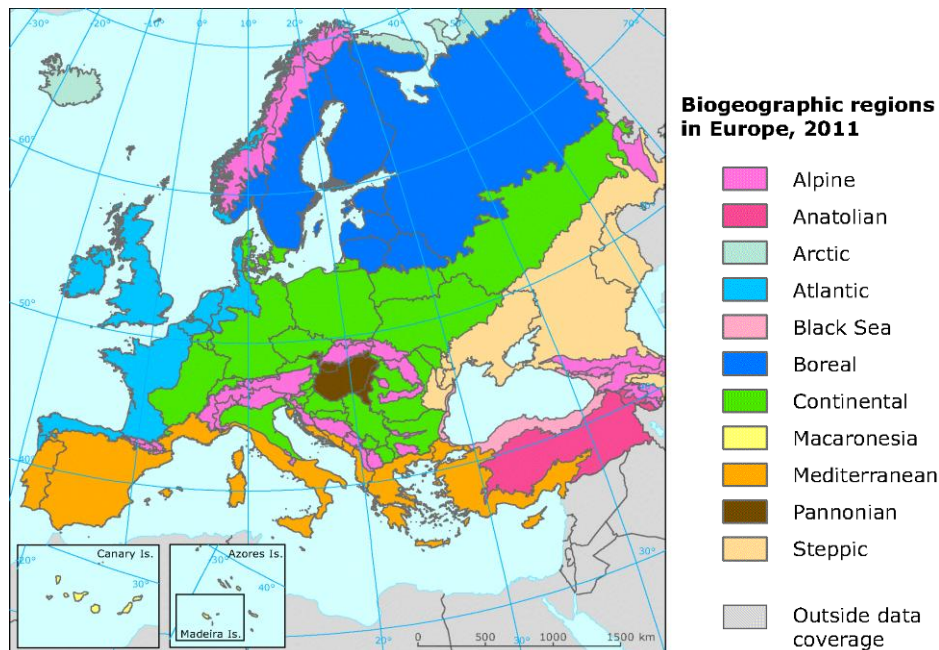 -30°
-20°
-10°
0°
10°
20°
30°
40°
50°
60°
70°
60°
50°
40°
Canary Is.
-20°
30°
Azores Is.
-30°
40°
Madeira Is.
20°
30°
30°
0 500 1000 1500 km
Biogeographic regions
in Europe, 2011
Alpine
Anatolian
Arctic
Atlantic
Black Sea
Boreal
Continental
Macaronesia
Mediterranean
Pannonian
Steppic
Outside data
coverage